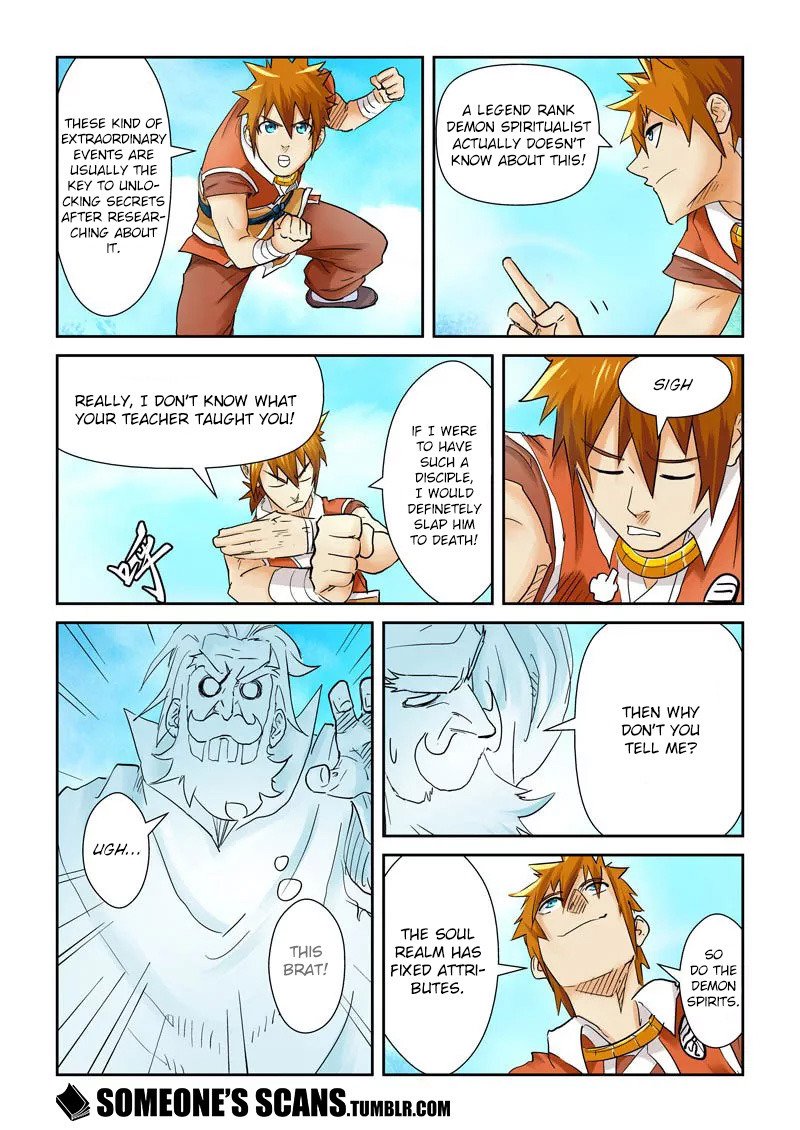 THESE KIND OF
EXTRAORDINARY
EVENTS ARE
USUALLY THE
KEY TO UNLO-
CKING SECRETS
AFTER RESEAR-
CHING ABOUT
IT.
A LEGEND RANK
DEMON SPIRITUALIST
ACTUALLY DOESN'T
KNOW ABOUT THIS!
REALLY, I DON'T KNOW WHAT
YOUR TEACHER TAUGHT YOU!
IF I WERE
TO HAVE
SUCH A
DISCIPLE,
I WOULD
DEFINETELY
SLAP HIM
TO DEATH!
SIGH
UGH...
THIS
BRAT!
THEN WHY
DON'T YOU
TELL ME?
THE SOUL
REALM HAS
FIXED ATTRI-
BUTES.
SO
DO THE
DEMON
SPIRITS.
SOMEONE'S SCANS.TUMBLR.COM